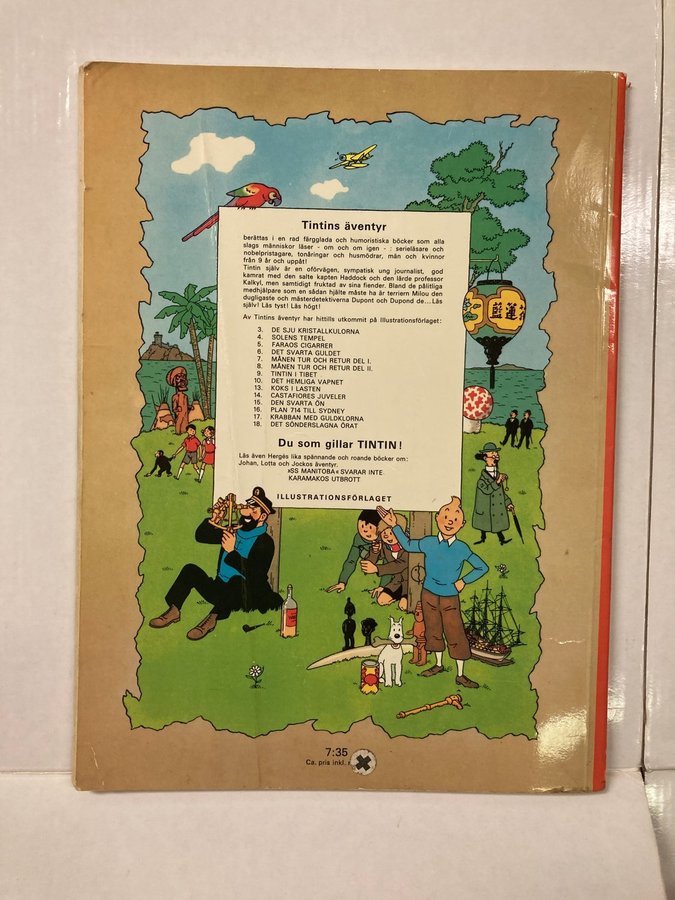 Tintins äventyr
berättas i en rad färgglada och humoristiska böcker som alla
slags människor läser - om och om igen - : serieläsare och
nobelpristagare, tonåringar och husmödrar, män och kvinnor
från 9 år och uppåt!
Tintin själv är en oförvägen, sympatisk ung journalist, god
kamrat med den salte kapten Haddock och den lärde professor
Kalkyl, men samtidigt fruktad av sina fiender. Bland de pålitliga
medhjälpare som en sådan hjälte måste ha är terriern Milou den
dugligaste och mästerdetektiverna Dupont och Dupond de... Läs
själv! Läs tyst! Läs högt!
Av Tintins äventyr har hittills utkommit på Illustrationsförlaget:
3. DE SJU KRISTALLKULORNA
4. SOLENS TEMPEL
5. FARAOS CIGARRER
6. DET SVARTA GULDET
7. MÅNEN TUR OCH RETUR DEL I.
8. MÅNEN TUR OCH RETUR DEL II.
9. TINTIN I TIBET
10. DET HEMLIGA VAPNET
13. KOKS I LASTEN
14. CASTAFIORES JUVELER
15. DEN SVARTA ÖN
16. PLAN 714 TILL SYDNEY
17. KRABBAN MED GULDKLORNA
18. DET SÖNDERSLAGNA ÖRAT
Du som gillar TINTIN!
Läs även Hergés lika spännande och roande böcker om:
Johan, Lotta och Jockos äventyr.
»SS MANITOBA« SVARAR INTE
KARAMAKOS UTBROTT
ILLUSTRATIONSFÖRLAGET
藍蓮
7:35
Ca. pris inkl.